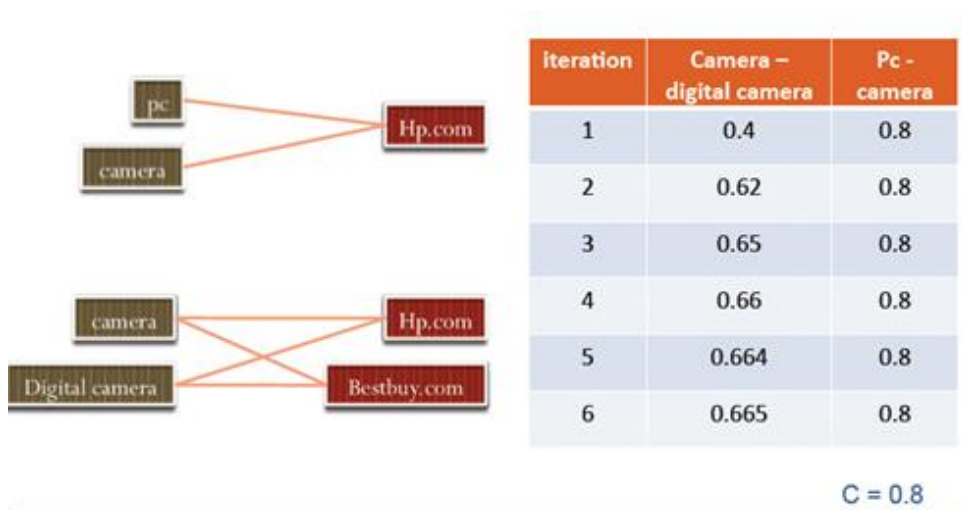 pc
Hp.com
camera
camera
Hp.com
Digital camera
Bestbuy.com
iteration Camera – digital camera Pc - camera
1 0.4 0.8
2 0.62 0.8
3 0.65 0.8
4 0.66 0.8
5 0.664 0.8
6 0.665 0.8
C = 0.8